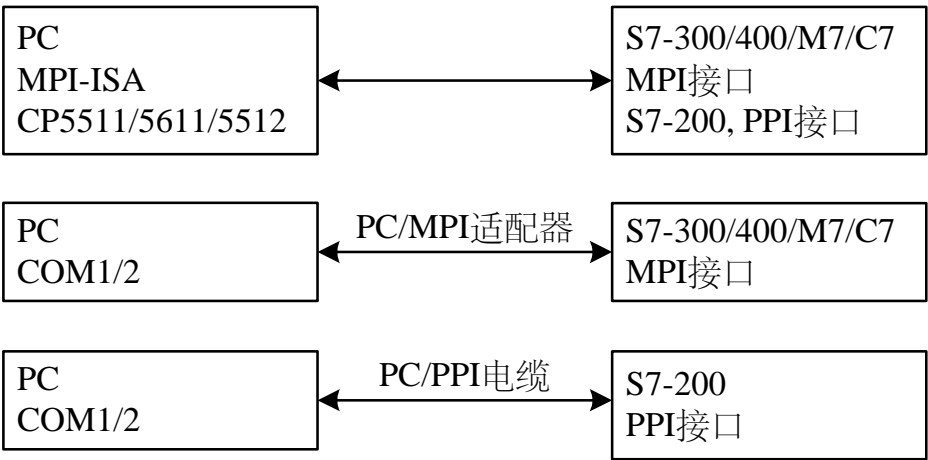 PC
MPI-ISA
CP5511/5611/5512
S7-300/400/M7/C7
MPI接口
S7-200, PPI接口
PC
COM1/2
PC/MPI适配器
S7-300/400/M7/C7
MPI接口
PC
COM1/2
PC/PPI电缆
S7-200
PPI接口